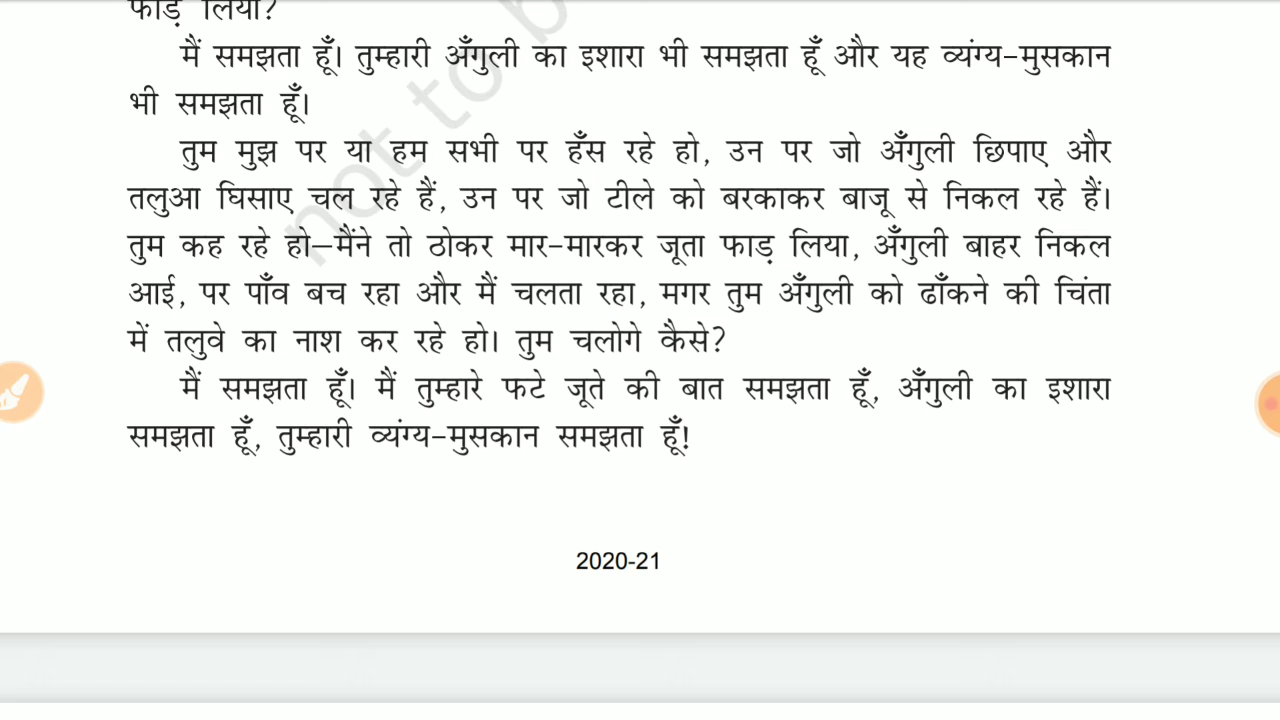 फाड़ लिया?
मैं समझता हूँ। तुम्हारी अँगुली का इशारा भी समझता हूँ और यह व्यंग्य-मुसकान
भी समझता हूँ।
तुम मुझ पर या हम सभी पर हँस रहे हो, उन पर जो अँगुली छिपाए और
तलुआ घिसाए चल रहे हैं, उन पर जो टीले को बरकाकर बाजू से निकल रहे हैं।
तुम कह रहे हो—मैंने तो ठोकर मार-मारकर जूता फाड़ लिया, अँगुली बाहर निकल
आई, पर पाँव बच रहा और मैं चलता रहा, मगर तुम अँगुली को ढाँकने की चिंता
में तलुवे का नाश कर रहे हो। तुम चलोगे कैसे?
मैं समझता हूँ। मैं तुम्हारे फटे जूते की बात समझता हूँ, अँगुली का इशारा
समझता हूँ, तुम्हारी व्यंग्य-मुसकान समझता हूँ!
not to b
2020-21